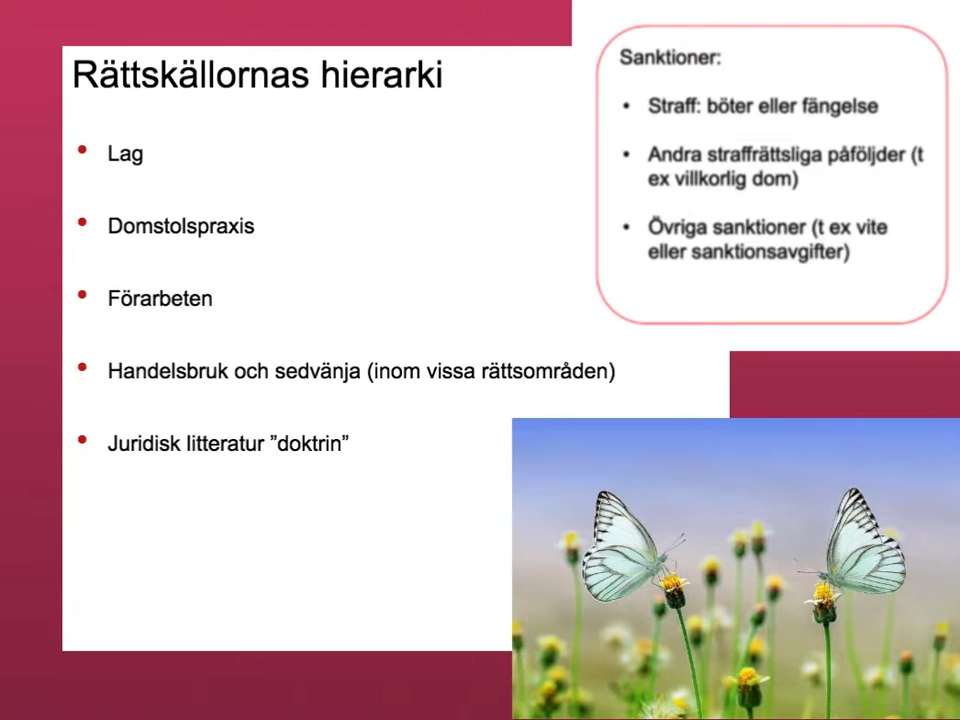 Rättskällornas hierarki
• Lag
• Domstolspraxis
• Förarbeten
• Handelsbruk och sedvänja (inom vissa rättsområden)
• Juridisk litteratur ”doktrin”
Sanktioner:
• Straff: böter eller fängelse
• Andra straffrättsliga påföljder (t
ex villkorlig dom)
• Övriga sanktioner (t ex vite
eller sanktionsavgifter)